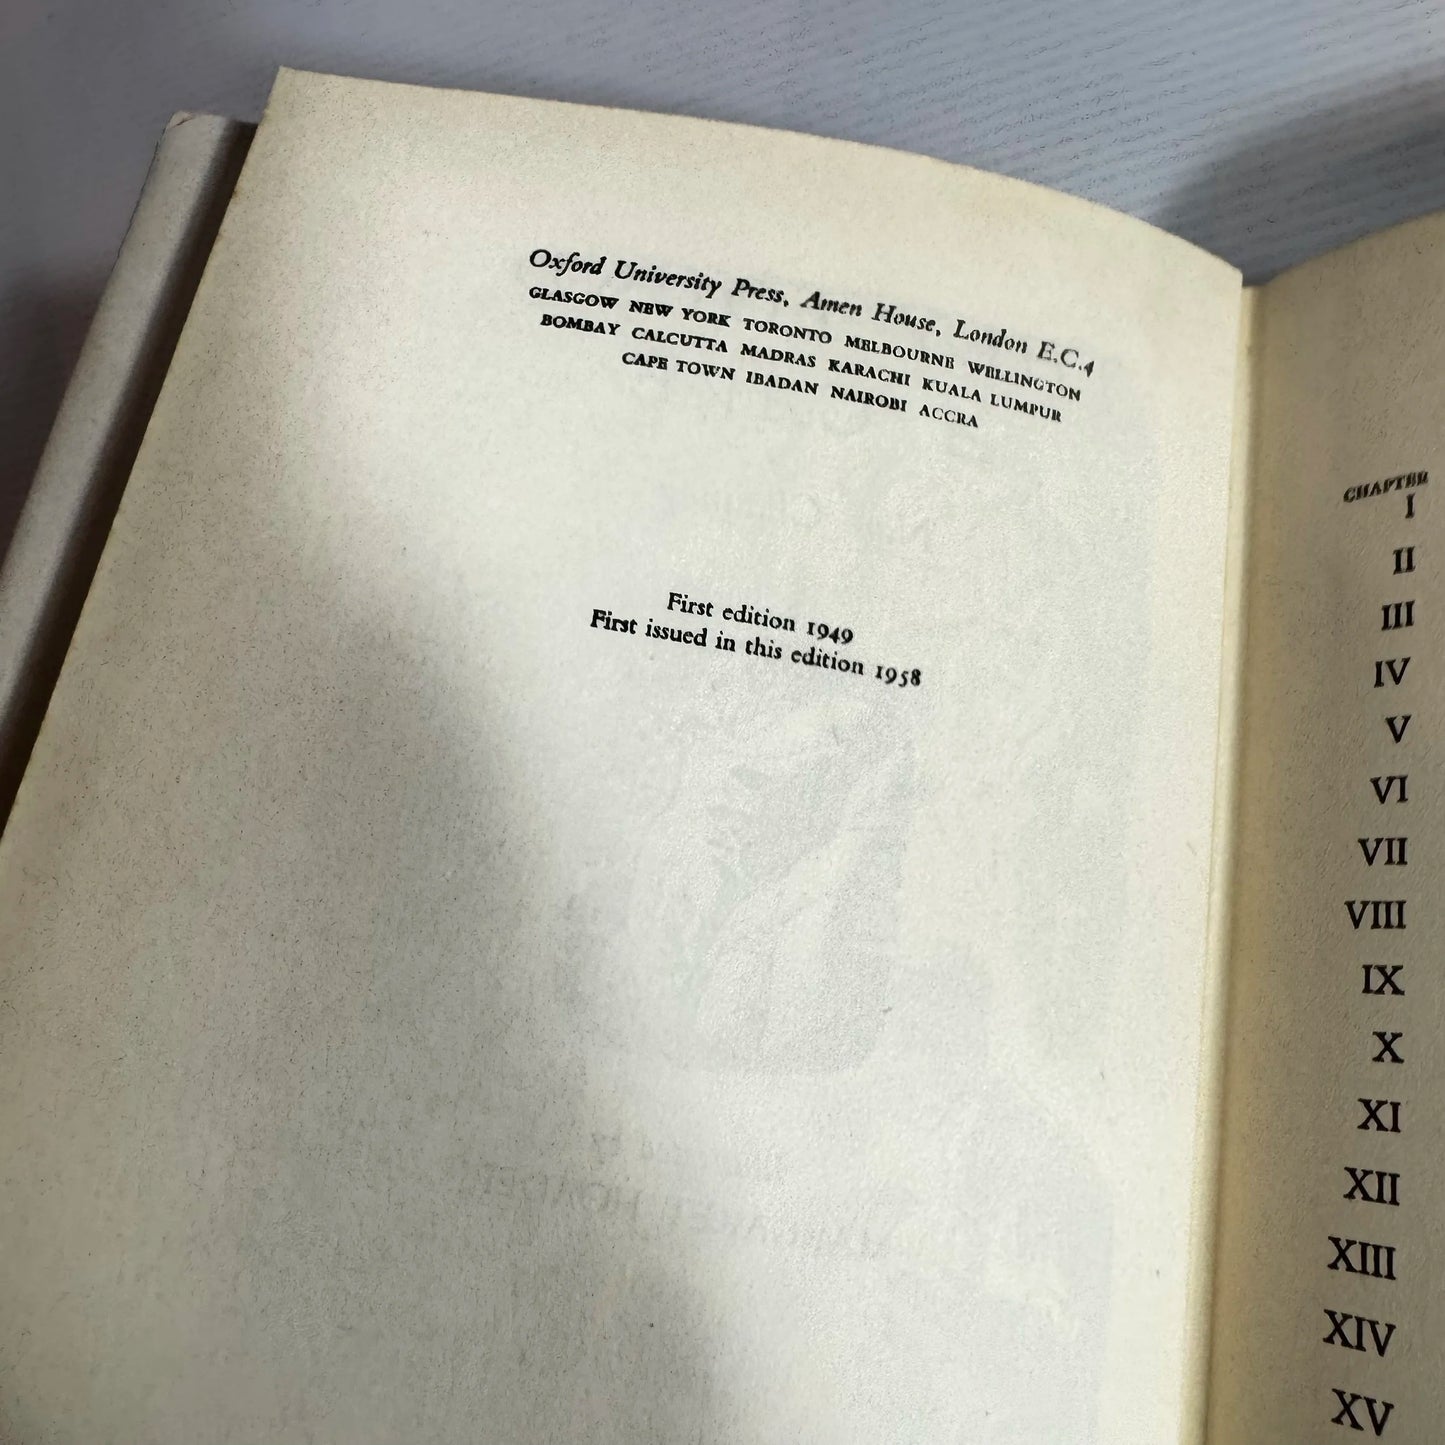 Oxford University Press, Amen House, London E.C.4
GLASGOW NEW YORK TORONTO MELBOURNE WELLINGTON
BOMBAY CALCUTTA MADRAS KARACHI KUALA LUMPUR
CAPE TOWN IBADAN NAIROBI ACCRA
First edition 1949
First issued in this edition 1958
CHAPTER
I
II
III
IV
V
VI
VII
VIII
IX
X
XI
XII
XIII
XIV
XV